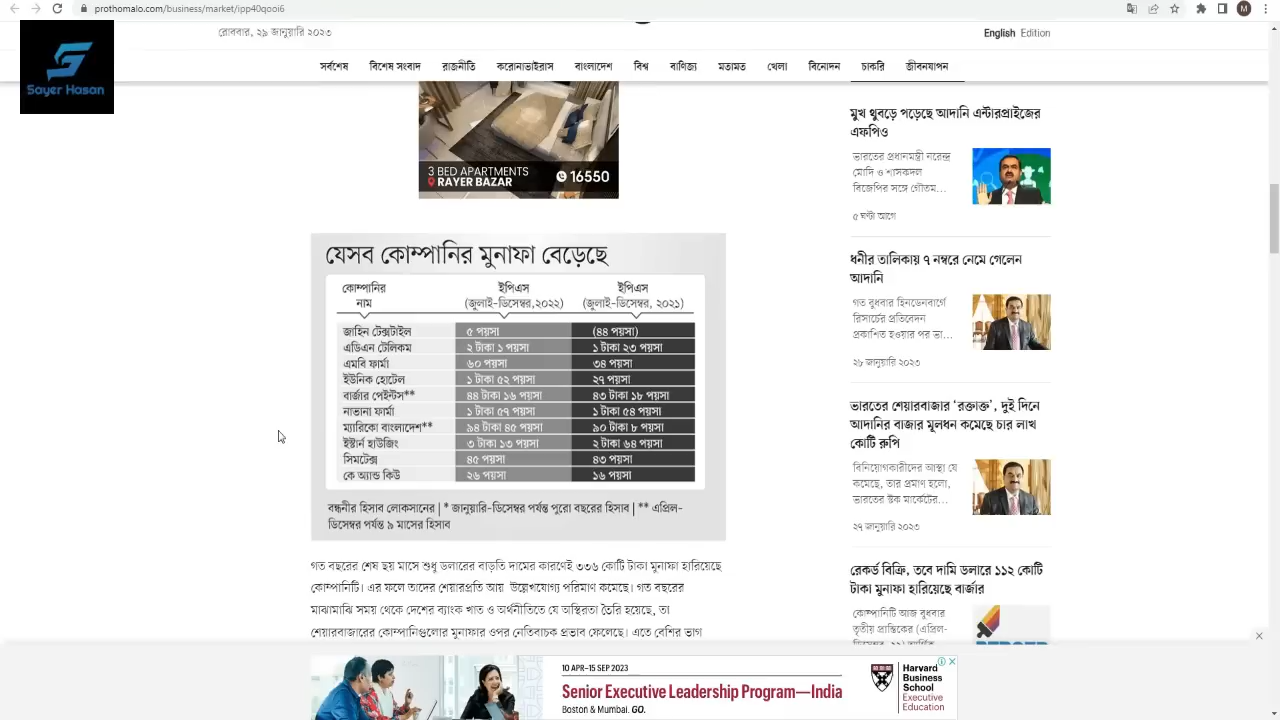 prothomalo.com/business/market/ipp40qooi6
M
Sayer Hasan
রোববার, ২৯ জানুয়ারি ২০২৩
English Edition
সর্বশেষ বিশেষ সংবাদ রাজনীতি করোনাভাইরাস বাংলাদেশ বিশ্ব বাণিজ্য মতামত খেলা বিনোদন চাকরি জীবনযাপন
3 BED APARTMENTS
RAYER BAZAR
16550
যেসব কোম্পানির মুনাফা বেড়েছে
কোম্পানির ইপিএস ইপিএস
নাম (জুলাই-ডিসেম্বর,২০২২) (জুলাই-ডিসেম্বর, ২০২১)
জাহিন টেক্সটাইল ৫ পয়সা (৪৪ পয়সা)
এডিএন টেলিকম ২ টাকা ১ পয়সা ১ টাকা ২৩ পয়সা
এমবি ফার্মা ৬০ পয়সা ৩৪ পয়সা
ইউনিক হোটেল ১ টাকা ৫২ পয়সা ২৭ পয়সা
বার্জার পেইন্টস** ৪৪ টাকা ১৬ পয়সা ৪৩ টাকা ১৮ পয়সা
নাভানা ফার্মা ১ টাকা ৫৭ পয়সা ১ টাকা ৫৪ পয়সা
ম্যারিকো বাংলাদেশ** ৯৪ টাকা ৪৫ পয়সা ৯০ টাকা ৮ পয়সা
ইস্টার্ন হাউজিং ৩ টাকা ১৩ পয়সা ২ টাকা ৬৪ পয়সা
সিমটেক্স ৪৫ পয়সা ৪৩ পয়সা
কে অ্যান্ড কিউ ২৬ পয়সা ১৬ পয়সা
বন্ধনীর হিসাব লোকসানের | * জানুয়ারি-ডিসেম্বর পর্যন্ত পুরো বছরের হিসাব | ** এপ্রিল-
ডিসেম্বর পর্যন্ত ৯ মাসের হিসাব
গত বছরের শেষ ছয় মাসে শুধু ডলারের বাড়তি দামের কারণেই ৩৩৬ কোটি টাকা মুনাফা হারিয়েছে
কোম্পানিটি। এর ফলে তাদের শেয়ারপ্রতি আয় উল্লেখযোগ্য পরিমাণ কমেছে। গত বছরের
মাঝামাঝি সময় থেকে দেশের ব্যাংক খাত ও অর্থনীতিতে যে অস্থিরতা তৈরি হয়েছে, তা
শেয়ারবাজারের কোম্পানিগুলোর মুনাফার ওপর নেতিবাচক প্রভাব ফেলেছে। এতে বেশির ভাগ
মুখ থুবড়ে পড়েছে আদানি এন্টারপ্রাইজের
এফপিও
ভারতের প্রধানমন্ত্রী নরেন্দ্র
মোদি ও শাসকদল
বিজেপির সঙ্গে গৌতম...
৫ ঘণ্টা আগে
ধনীর তালিকায় ৭ নম্বরে নেমে গেলেন
আদানি
গত বুধবার হিনডেনবার্গে
রিসার্চের প্রতিবেদন
প্রকাশিত হওয়ার পর ভা...
২৮ জানুয়ারি ২০২৩
ভারতের শেয়ারবাজার ‘রক্তাক্ত’, দুই দিনে
আদানির বাজার মূলধন কমেছে চার লাখ
কোটি রুপি
বিনিয়োগকারীদের আস্থা যে
কমেছে, তার প্রমাণ হলো,
ভারতের স্টক মার্কেটের...
২৭ জানুয়ারি ২০২৩
রেকর্ড বিক্রি, তবে দামি ডলারে ১১২ কোটি
টাকা মুনাফা হারিয়েছে বার্জার
কোম্পানিটি আজ বুধবার
তৃতীয় প্রান্তিকের (এপ্রিল-
10 APR–15 SEP 2023
Senior Executive Leadership Program—India
Boston & Mumbai. GO.
Harvard
Business
School
Executive
Education